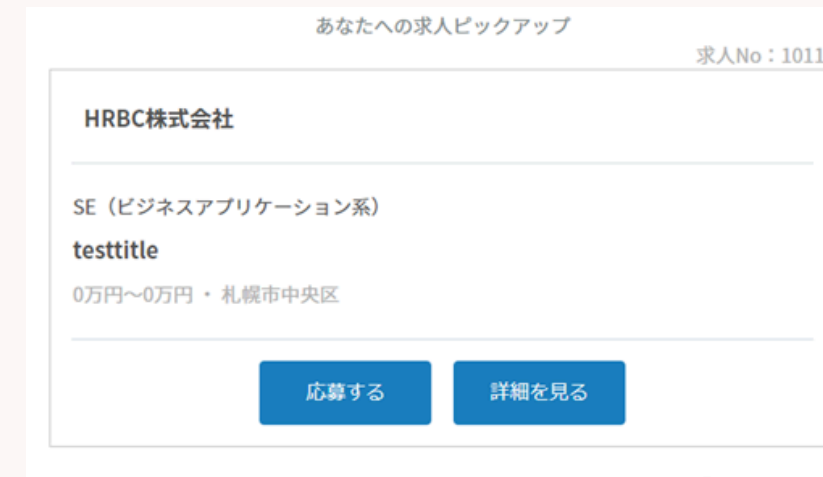 あなたへの求人ピックアップ
求人No：1011
HRBC株式会社
SE（ビジネスアプリケーション系）
testtitle
0万円～0万円 ・ 札幌市中央区
応募する 詳細を見る